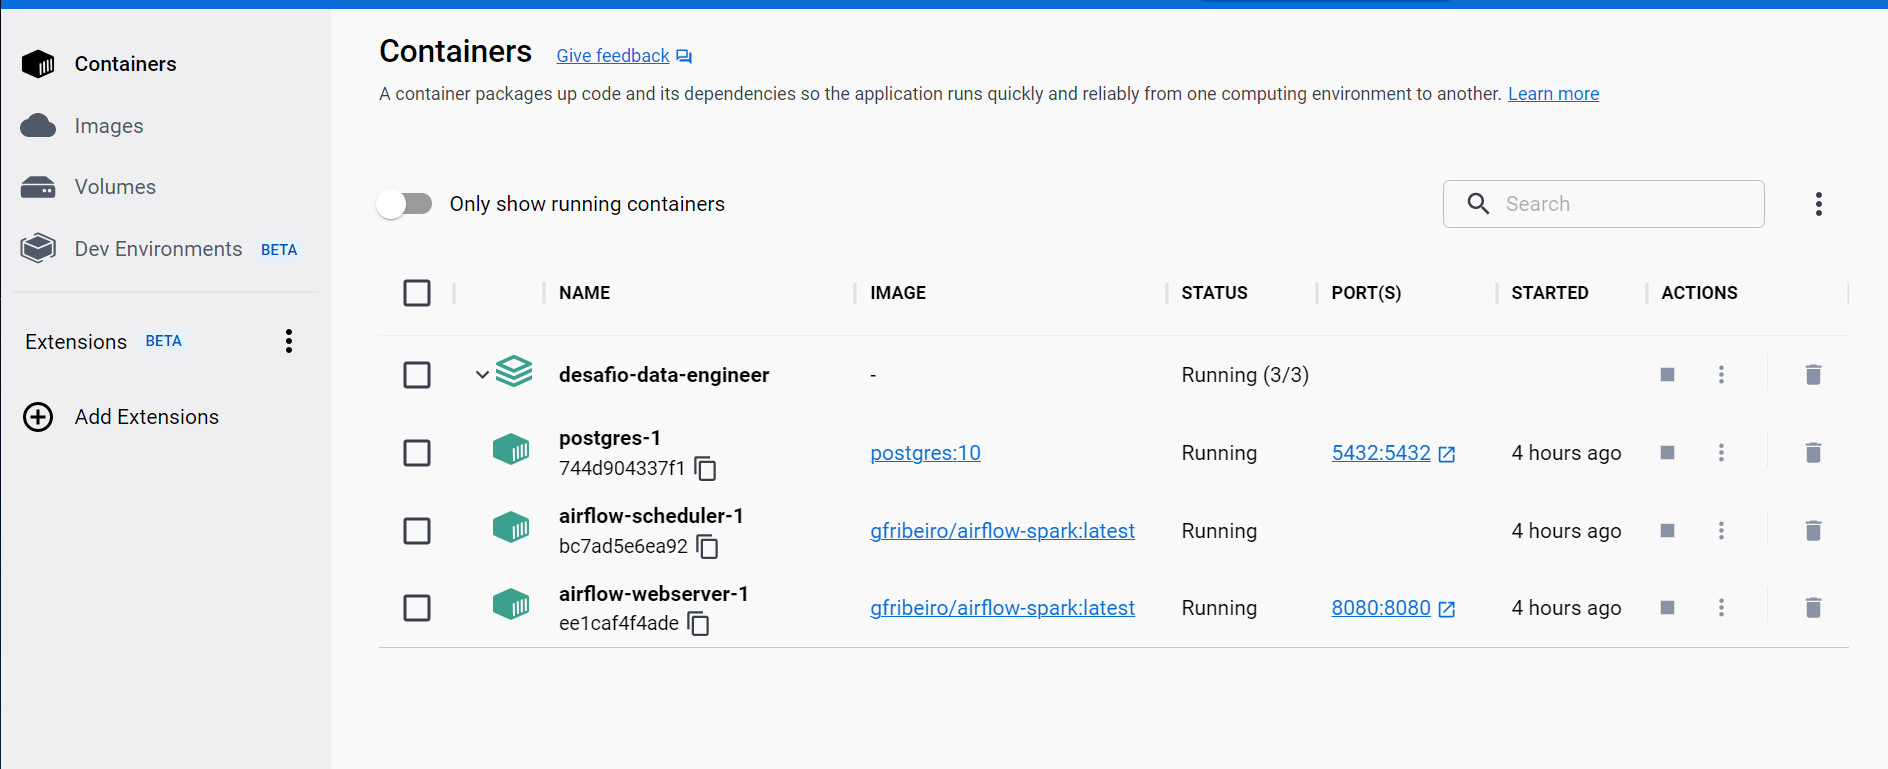 Containers
Images
Volumes
Dev Environments BETA
Extensions BETA
Add Extensions
Containers Give feedback
A container packages up code and its dependencies so the application runs quickly and reliably from one computing environment to another. Learn more
Only show running containers
Search
NAME IMAGE STATUS PORT(S) STARTED ACTIONS
desafio-data-engineer - Running (3/3)
postgres-1
744d904337f1 postgres:10 Running 5432:5432 4 hours ago
airflow-scheduler-1
bc7ad5e6ea92 gfribeiro/airflow-spark:latest Running 4 hours ago
airflow-webserver-1
ee1caf4f4ade gfribeiro/airflow-spark:latest Running 8080:8080 4 hours ago